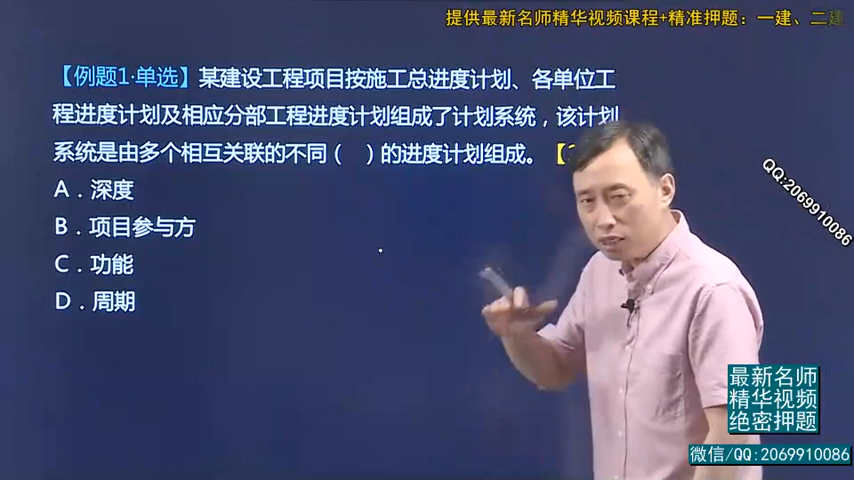 提供最新名师精华视频课程+精准押题：一建、二建
【例题1·单选】某建设工程项目按施工总进度计划、各单位工
程进度计划及相应分部工程进度计划组成了计划系统，该计划
系统是由多个相互关联的不同（ ）的进度计划组成。【
A．深度
B．项目参与方
C．功能
D．周期
QQ:2069910086
最新名师
精华视频
绝密押题
微信/QQ:2069910086